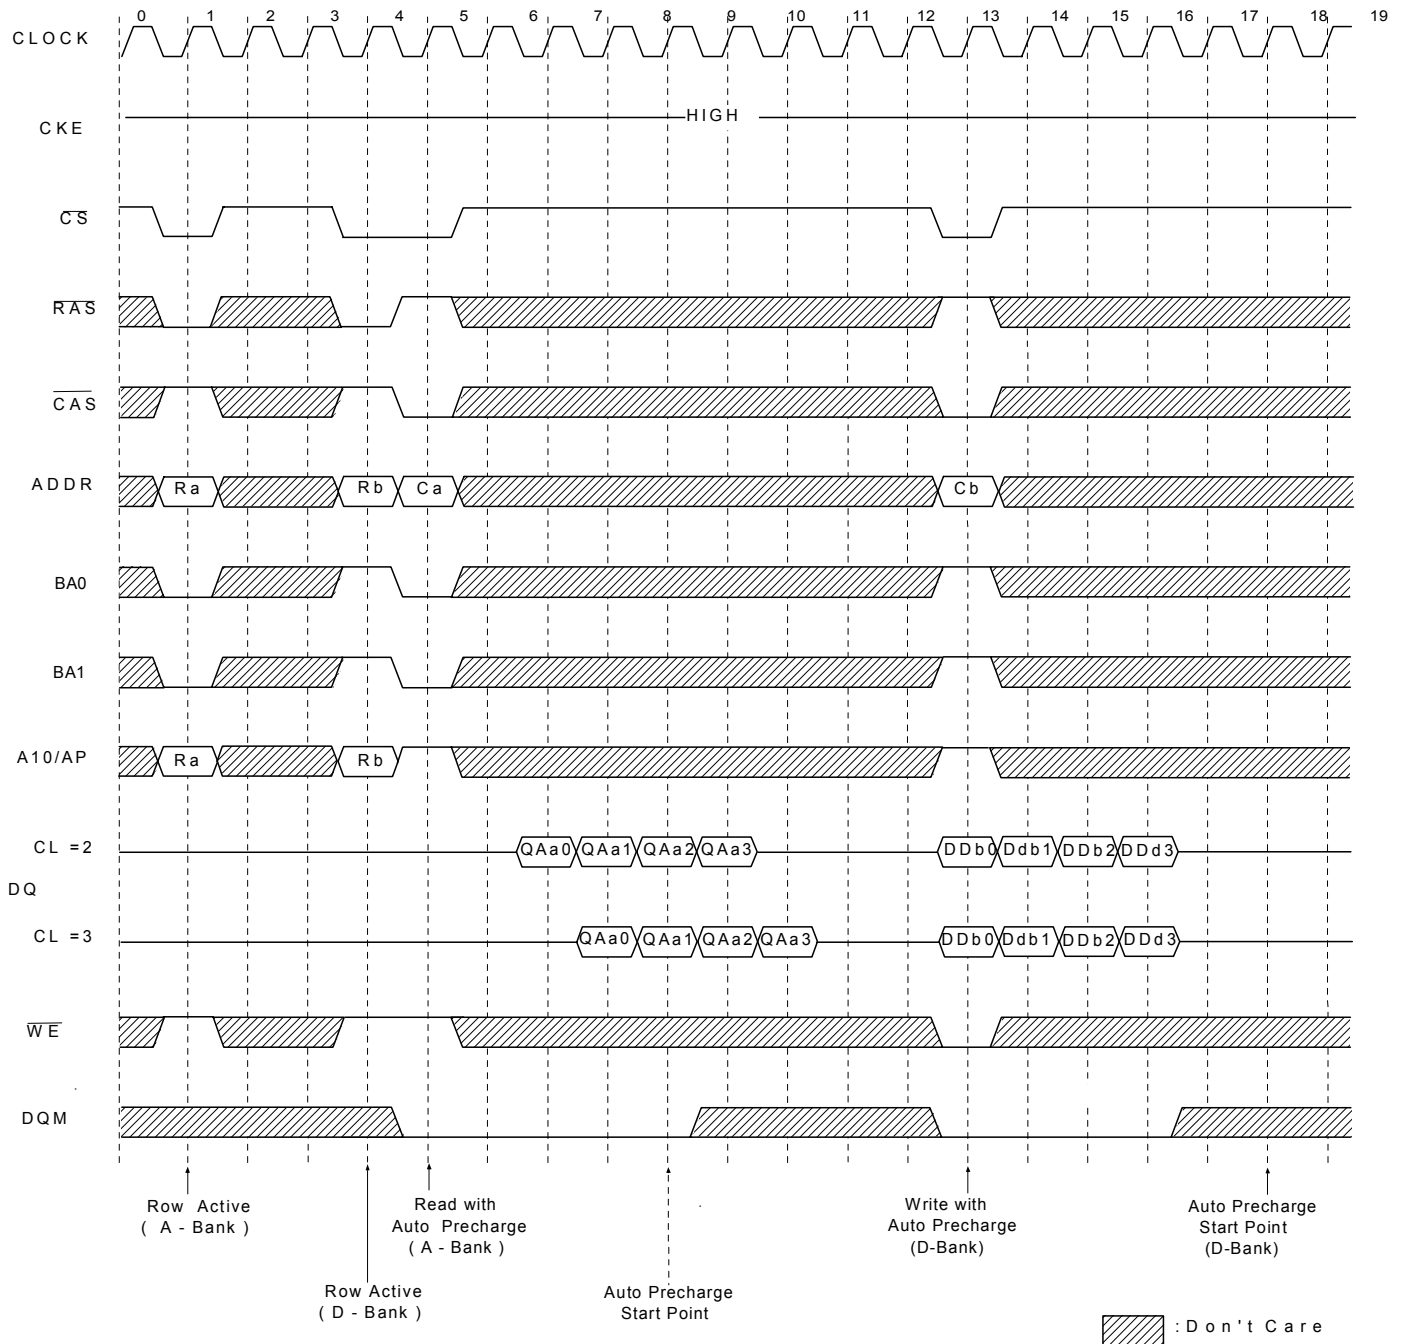 0 1 2 3 4 5 6 7 8 9 10 11 12 13 14 15 16 17 18 19
CLOCK
HIGH
CKE
CS
RAS
CAS
ADDR Ra Rb Ca Cb
BA0
BA1
A10/AP Ra Rb
CL =2 QAa0 QAa1 QAa2 QAa3 DDb0 Ddb1 DDb2 DDd3
DQ
CL =3 QAa0 QAa1 QAa2 QAa3 DDb0 Ddb1 DDb2 DDd3
WE
DQM
Row Active
( A - Bank )
Read with
Auto Precharge
( A - Bank )
Write with
Auto Precharge
(D-Bank)
Auto Precharge
Start Point
(D-Bank)
Row Active
( D - Bank )
Auto Precharge
Start Point
: Don't Care